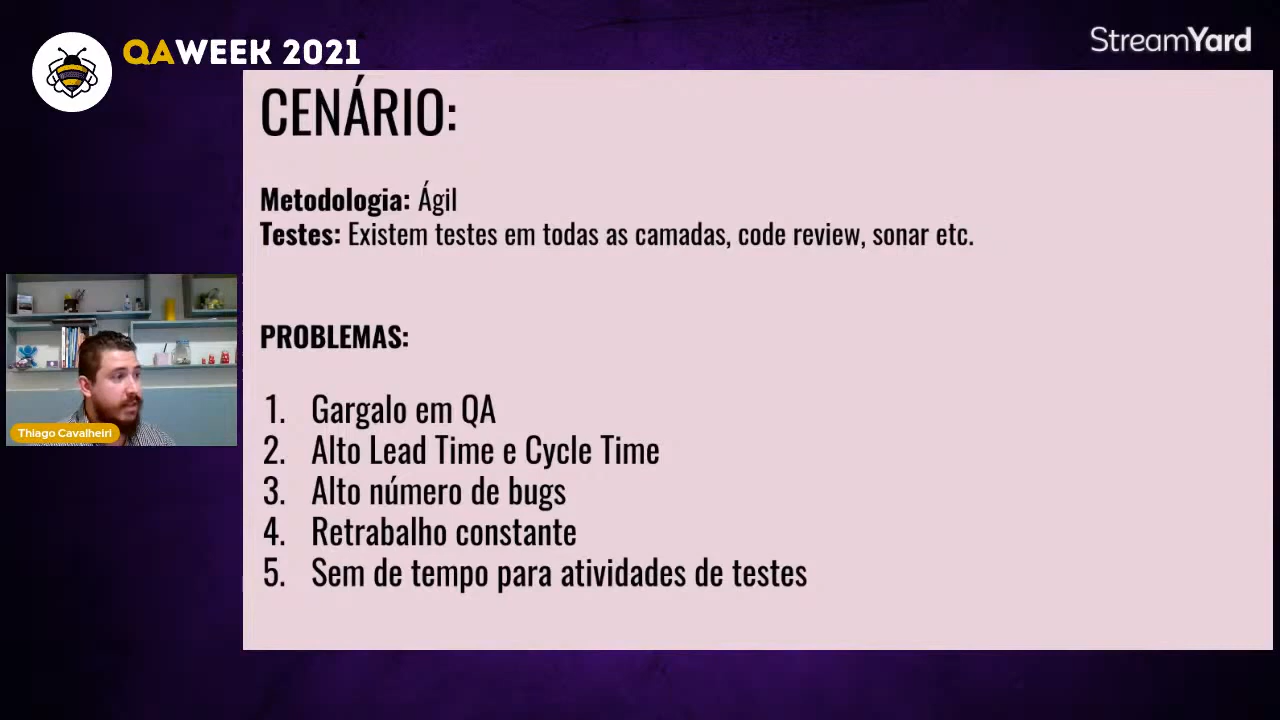 QAWEEK 2021
StreamYard
CENÁRIO:
Metodologia: Ágil
Testes: Existem testes em todas as camadas, code review, sonar etc.
PROBLEMAS:
1. Gargalo em QA
2. Alto Lead Time e Cycle Time
3. Alto número de bugs
4. Retrabalho constante
5. Sem de tempo para atividades de testes
Thiago Cavalheiri